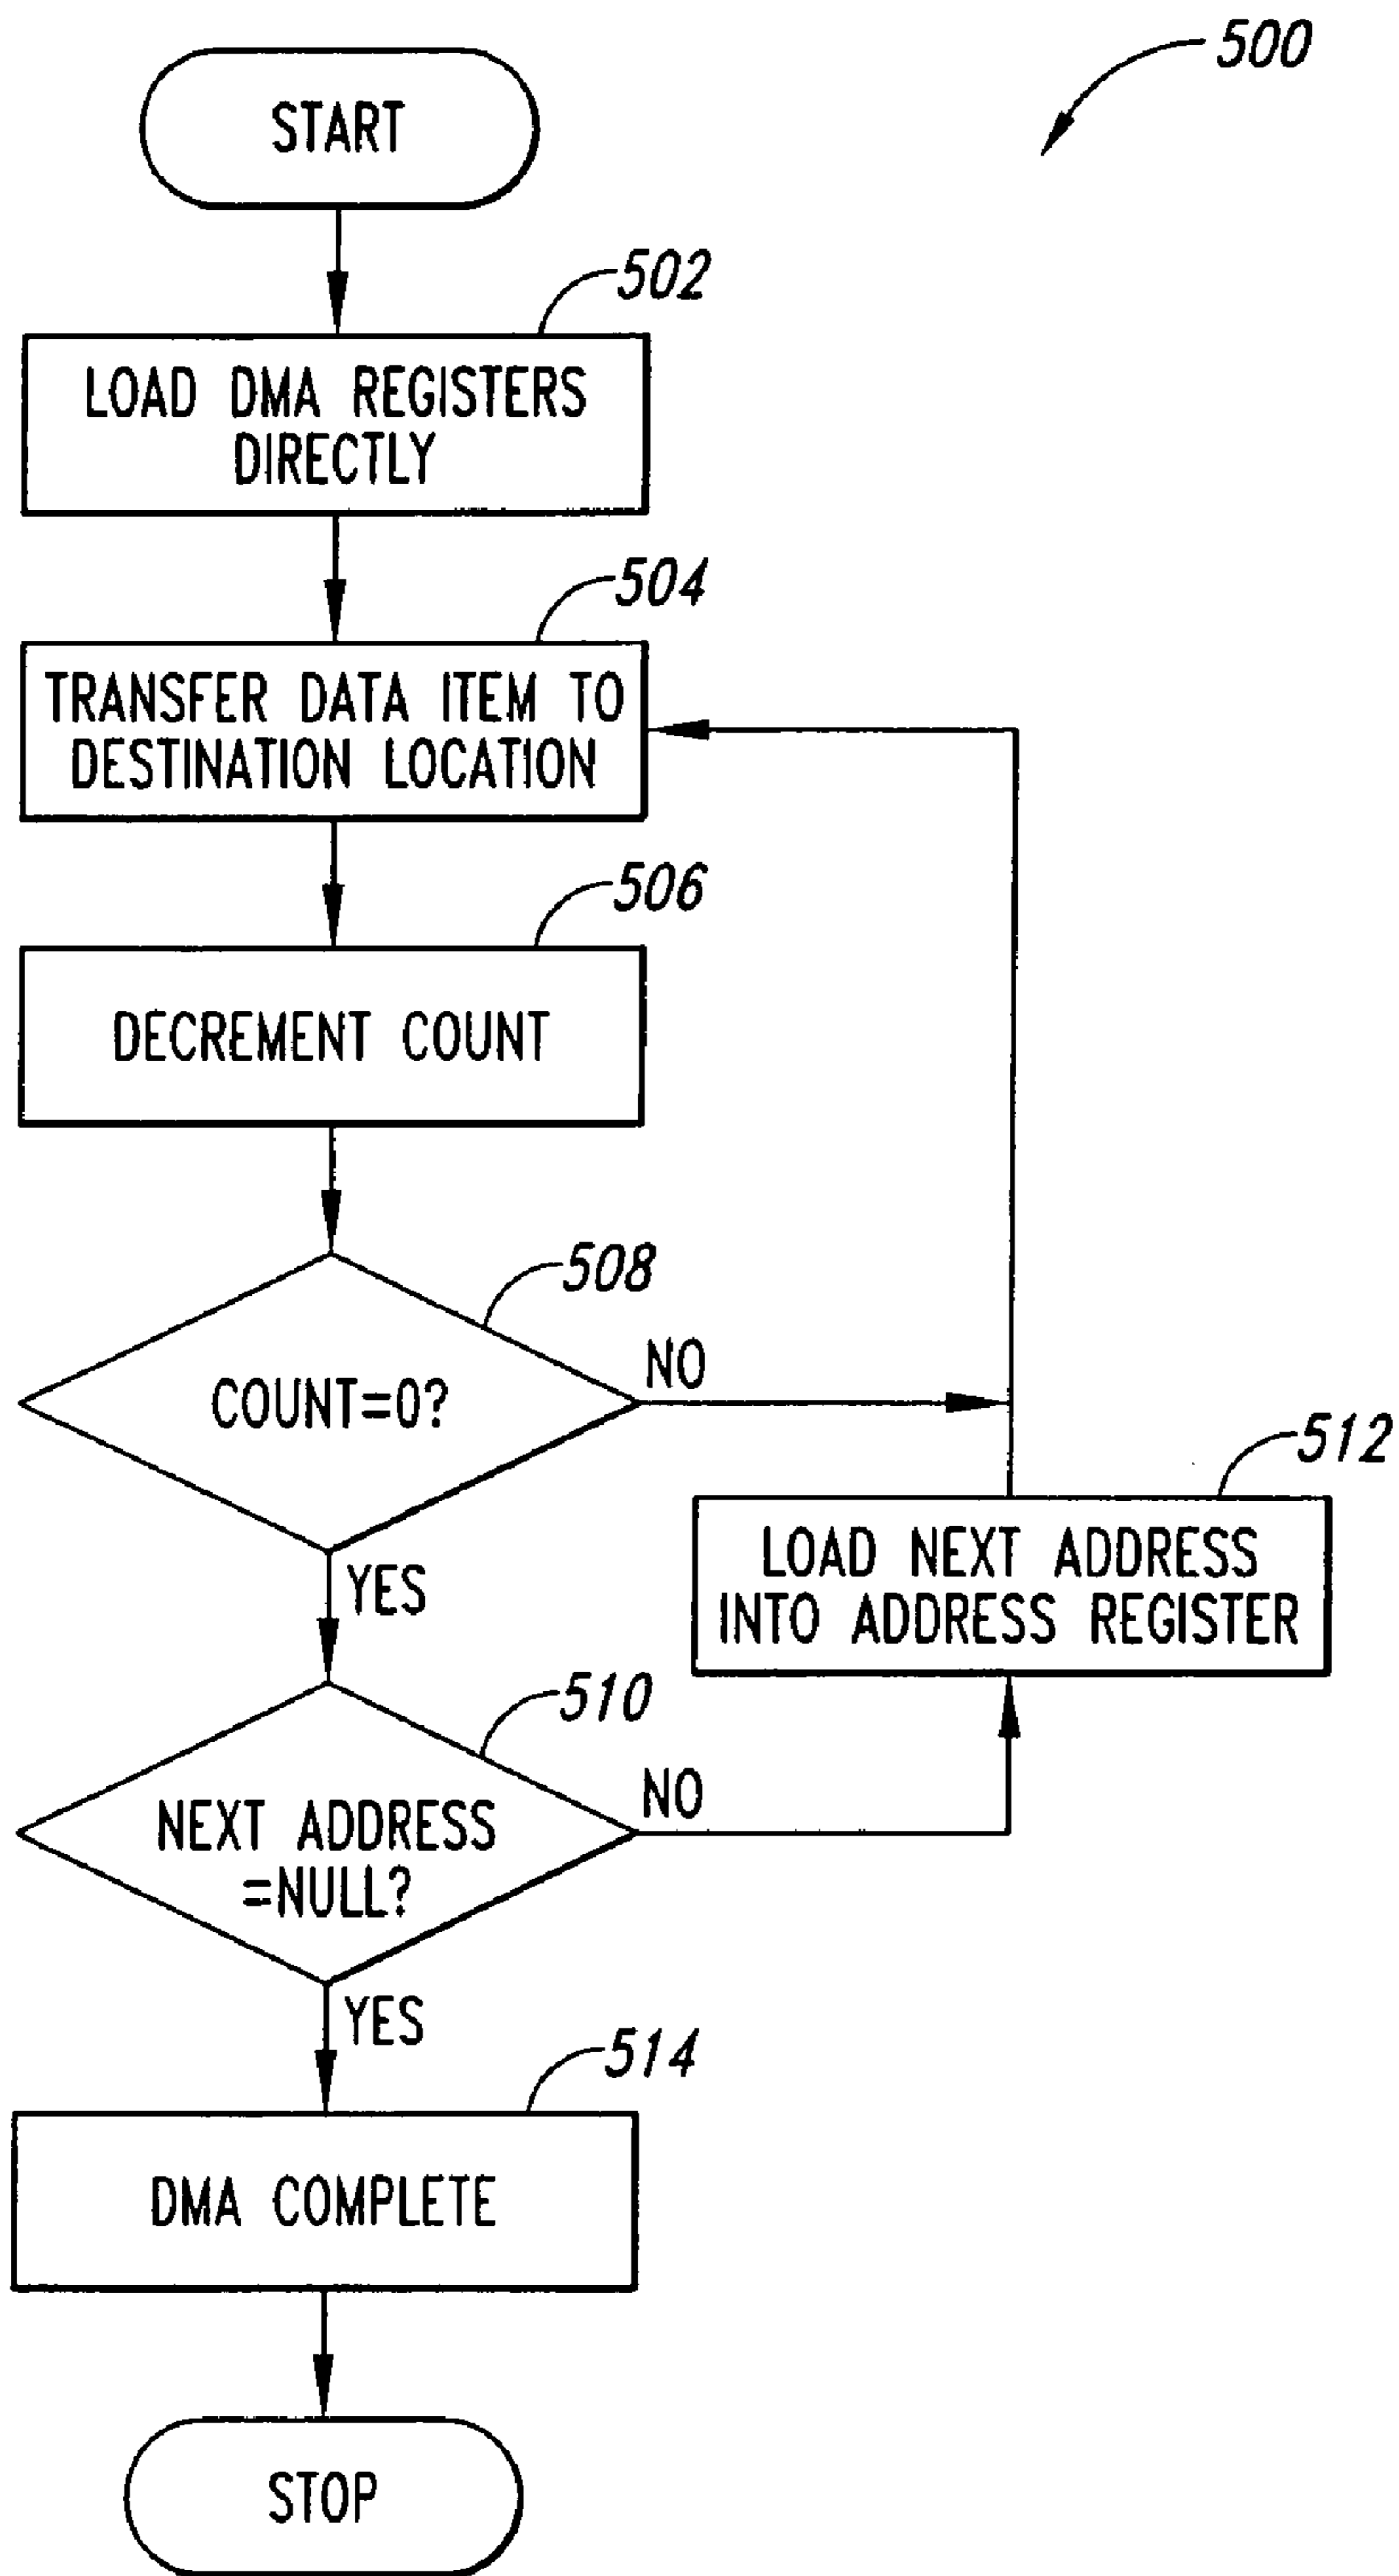 500
START
502
LOAD DMA REGISTERS
DIRECTLY
504
TRANSFER DATA ITEM TO
DESTINATION LOCATION
506
DECREMENT COUNT
508
COUNT=0?
NO
YES
512
LOAD NEXT ADDRESS
INTO ADDRESS REGISTER
510
NEXT ADDRESS
=NULL?
NO
YES
514
DMA COMPLETE
STOP